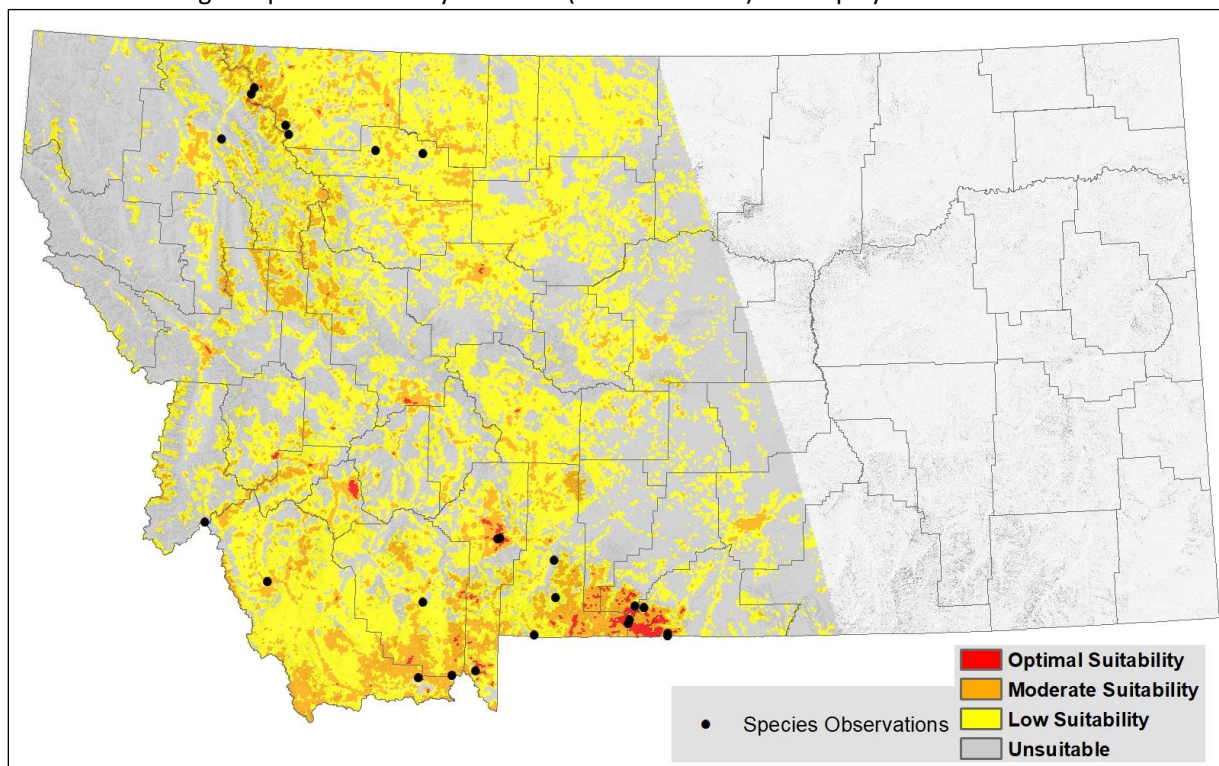 Optimal Suitability
Moderate Suitability
Species Observations
Low Suitability
Unsuitable